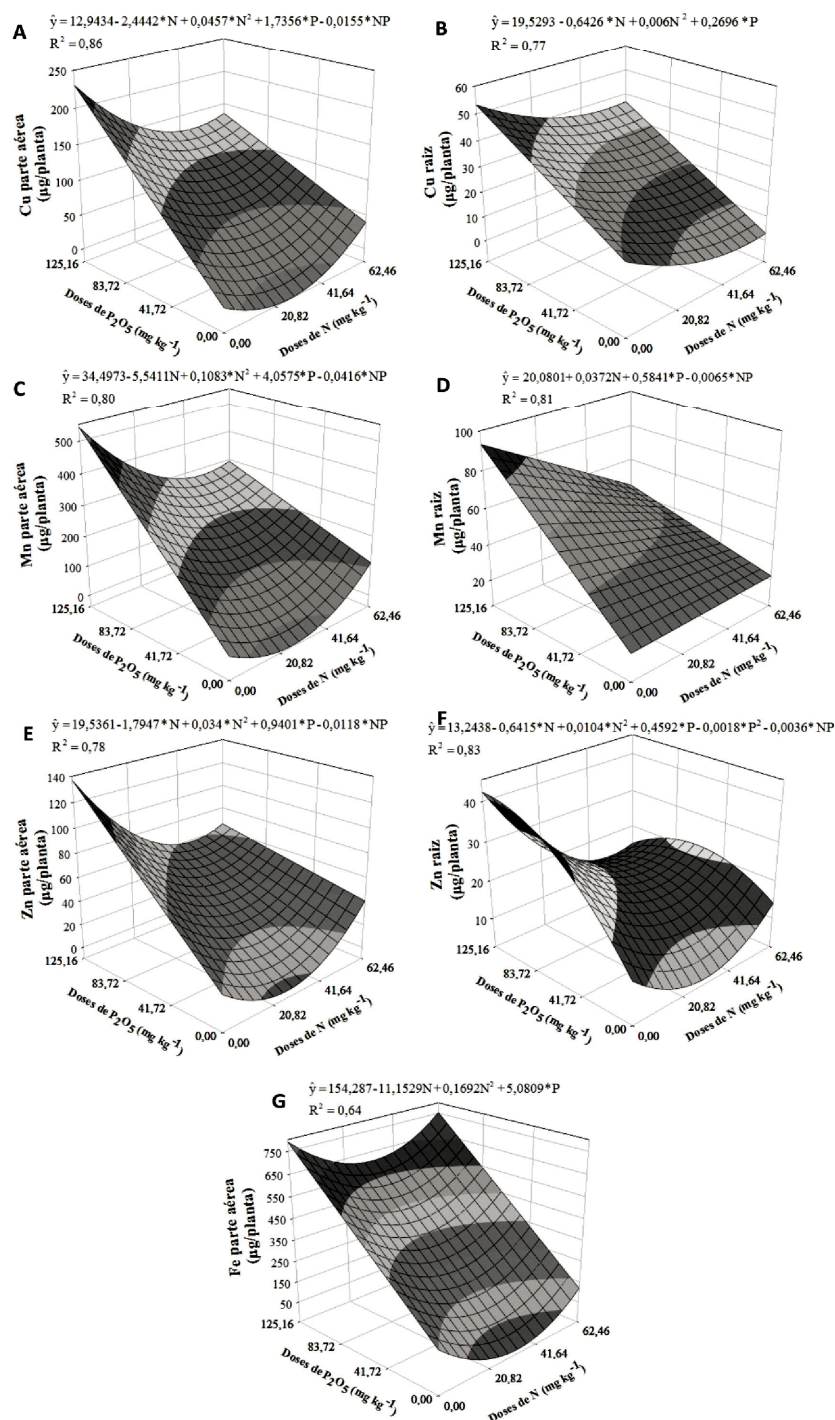 A
ŷ = 12,9434 - 2,4442*N + 0,0457*N² + 1,7356*P - 0,0155*NP
R² = 0,86
250
200
150
100
50
0
Cu parte aérea
(µg/planta)
125,16
83,72
41,72
0,00
Doses de P₂O₅ (mg kg⁻¹)
0,00
20,82
41,64
62,46
Doses de N (mg kg⁻¹)
B
ŷ = 19,5293 - 0,6426 *N + 0,006N² + 0,2696 *P
R² = 0,77
60
50
40
30
20
10
0
Cu raiz
(µg/planta)
125,16
83,72
41,72
0,00
Doses de P₂O₅ (mg kg⁻¹)
0,00
20,82
41,64
62,46
Doses de N (mg kg⁻¹)
C
ŷ = 34,4973-5,5411N + 0,1083*N² + 4,0575*P-0,0416*NP
R² = 0,80
500
400
300
200
100
0
Mn parte aérea
(µg/planta)
125,16
83,72
41,72
0,00
Doses de P₂O₅ (mg kg⁻¹)
0,00
20,82
41,64
62,46
Doses de N (mg kg⁻¹)
D
ŷ = 20,0801+ 0,0372N + 0,5841*P - 0,0065*NP
R² = 0,81
100
80
60
40
20
Mn raiz
(µg/planta)
125,16
83,72
41,72
0,00
Doses de P₂O₅ (mg kg⁻¹)
0,00
20,82
41,64
62,46
Doses de N (mg kg⁻¹)
E
ŷ = 19,5361-1,7947*N + 0,034*N² + 0,9401*P-0,0118*NP
R² = 0,78
140
120
100
80
60
40
20
0
Zn parte aérea
(µg/planta)
125,16
83,72
41,72
0,00
Doses de P₂O₅ (mg kg⁻¹)
0,00
20,82
41,64
62,46
Doses de N (mg kg⁻¹)
F
ŷ = 13,2438-0,6415*N + 0,0104*N² + 0,4592*P-0,0018*P² -0,0036*NP
R² = 0,83
40
30
20
10
Zn raiz
(µg/planta)
125,16
83,72
41,72
0,00
Doses de P₂O₅ (mg kg⁻¹)
0,00
20,82
41,64
62,46
Doses de N (mg kg⁻¹)
G
ŷ = 154,287-11,1529N + 0,1692N² + 5,0809*P
R² = 0,64
750
650
550
450
350
250
150
50
Fe parte aérea
(µg/planta)
125,16
83,72
41,72
0,00
Doses de P₂O₅ (mg kg⁻¹)
0,00
20,82
41,64
62,46
Doses de N (mg kg⁻¹)